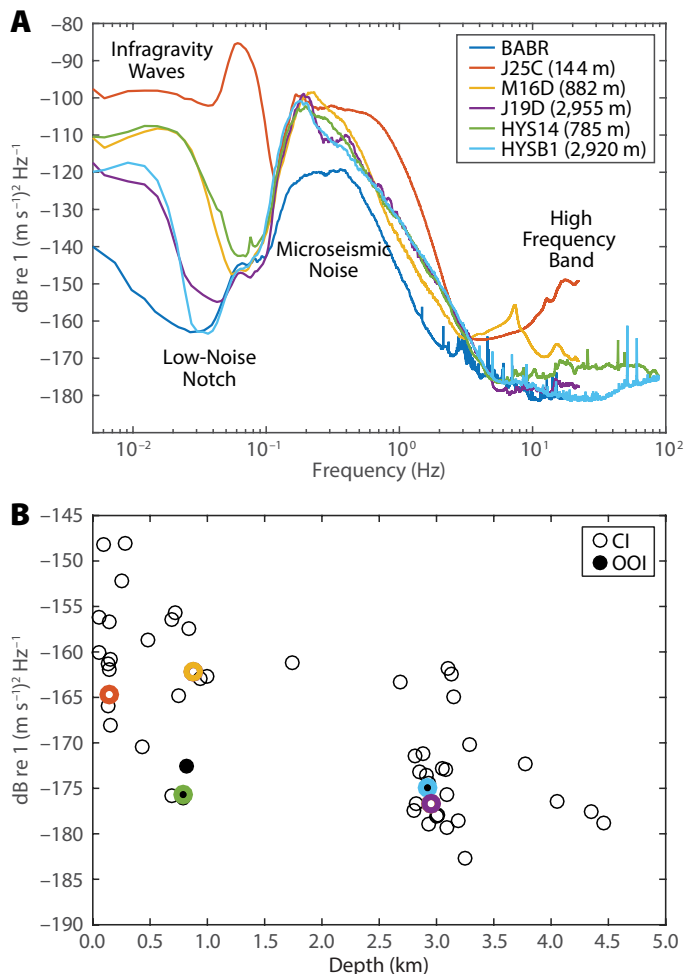 A
Infragravity
Waves
Low-Noise
Notch
Microseismic
Noise
High
Frequency
Band
BABR
J25C (144 m)
M16D (882 m)
J19D (2,955 m)
HYS14 (785 m)
HYSB1 (2,920 m)
dB re 1 (m s⁻¹)² Hz⁻¹
−80
−90
−100
−110
−120
−130
−140
−150
−160
−170
−180
10⁻²
10⁻¹
10⁰
10¹
10²
Frequency (Hz)
B
CI
OOI
dB re 1 (m s⁻¹)² Hz⁻¹
−145
−150
−155
−160
−165
−170
−175
−180
−185
−190
0.0
0.5
1.0
1.5
2.0
2.5
3.0
3.5
4.0
4.5
5.0
Depth (km)